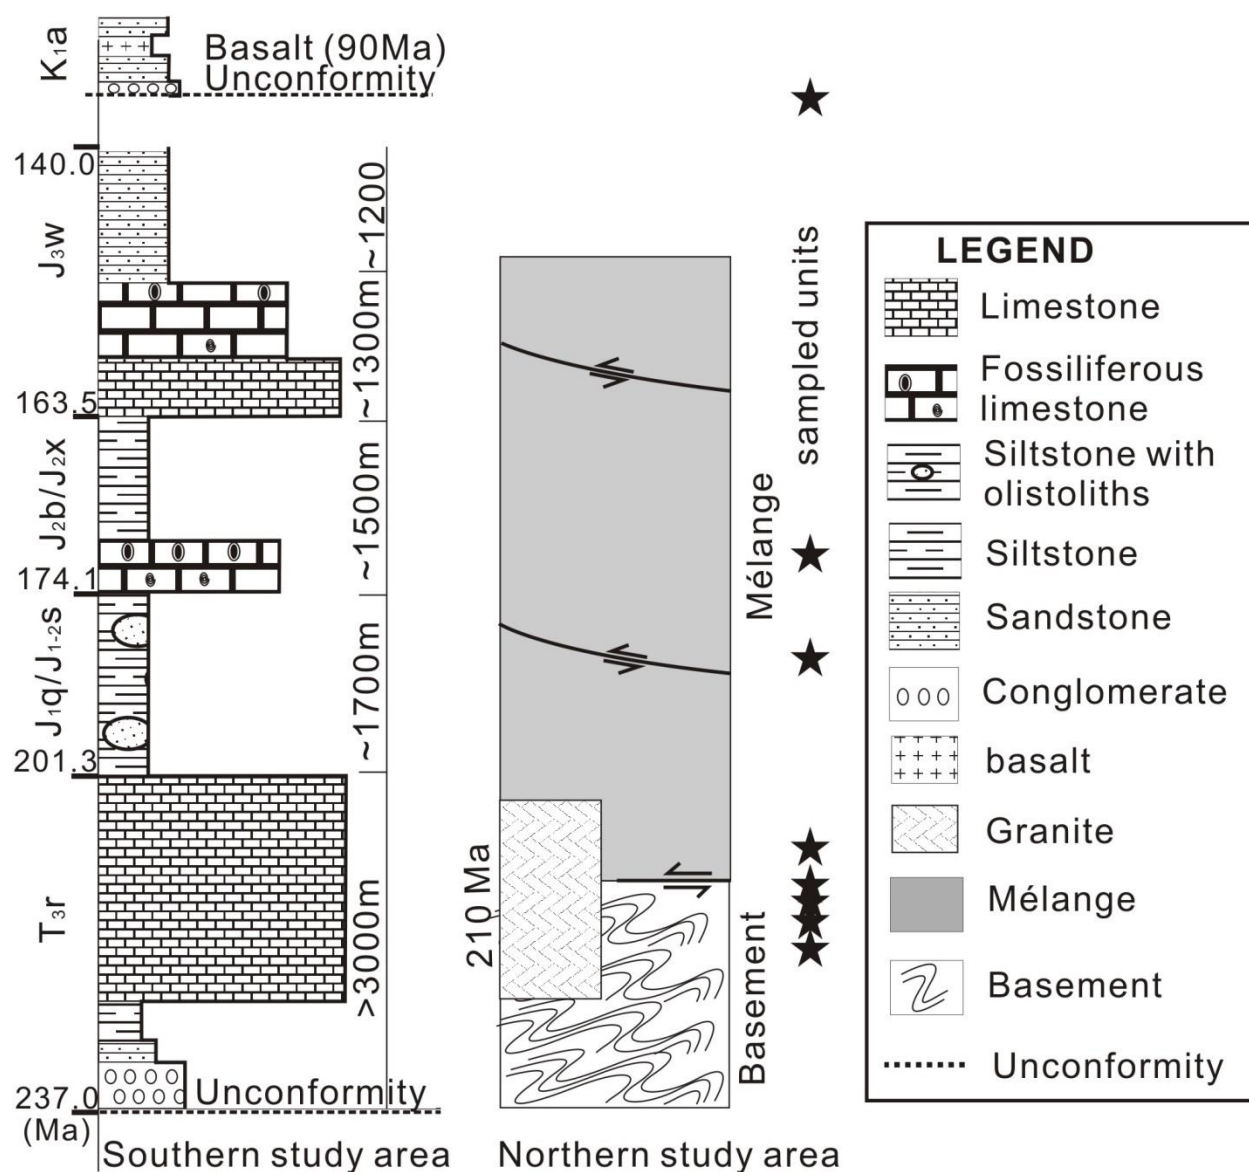 K1a
Basalt (90Ma)
Unconformity
140.0
J3w
163.5
J2b/J2x
174.1
J1q/J1-2s
201.3
T3r
237.0
(Ma)
~1200
~1300m
~1500m
~1700m
>3000m
Unconformity
Southern study area
210 Ma
Mélange
Basement
Northern study area
sampled units
LEGEND
Limestone
Fossiliferous
limestone
Siltstone with
olistoliths
Siltstone
Sandstone
Conglomerate
basalt
Granite
Mélange
Basement
Unconformity